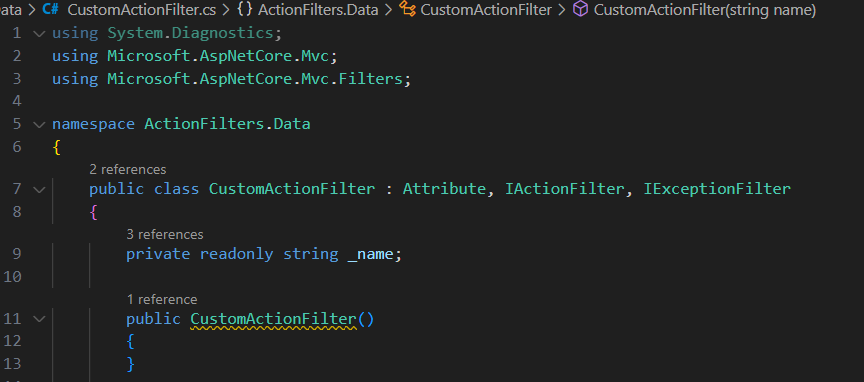 ata > C# CustomActionFilter.cs > {} ActionFilters.Data > CustomActionFilter > CustomActionFilter(string name)
1 using System.Diagnostics;
2 using Microsoft.AspNetCore.Mvc;
3 using Microsoft.AspNetCore.Mvc.Filters;
4
5 namespace ActionFilters.Data
6 {
2 references
7 public class CustomActionFilter : Attribute, IActionFilter, IExceptionFilter
8 {
3 references
9 private readonly string _name;
10
1 reference
11 public CustomActionFilter()
12 {
13 }